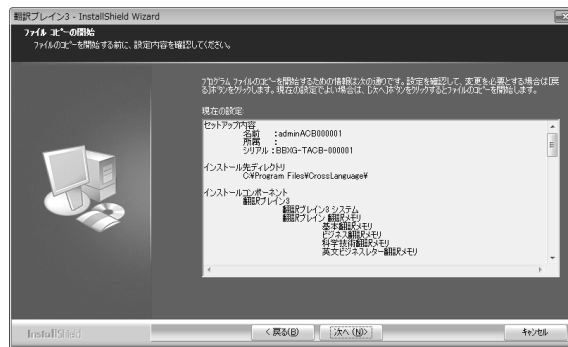 翻訳ブレイン3 - InstallShield Wizard
ファイル コピーの開始
ファイルのコピーを開始する前に、設定内容を確認してください。
プログラム ファイルのコピーを開始するための情報は次の通りです。設定を確認して、変更を必要とする場合は[戻
る]ボタンをクリックします。現在の設定でよい場合は、[次へ]ボタンをクリックするとファイルのコピーを開始します。
現在の設定:
セットアップ内容
名前 :adminACB000001
所属 :
シリアル :BBXG-TACB-000001
インストール先ディレクトリ
C:¥Program Files¥CrossLanguage¥
インストールコンポーネント
翻訳ブレイン3
翻訳ブレイン3 システム
翻訳ブレイン 翻訳メモリ
基本翻訳メモリ
ビジネス翻訳メモリ
科学技術翻訳メモリ
英文ビジネスレター翻訳メモリ
InstallShield
< 戻る(B)
次へ (N)>
キャンセル